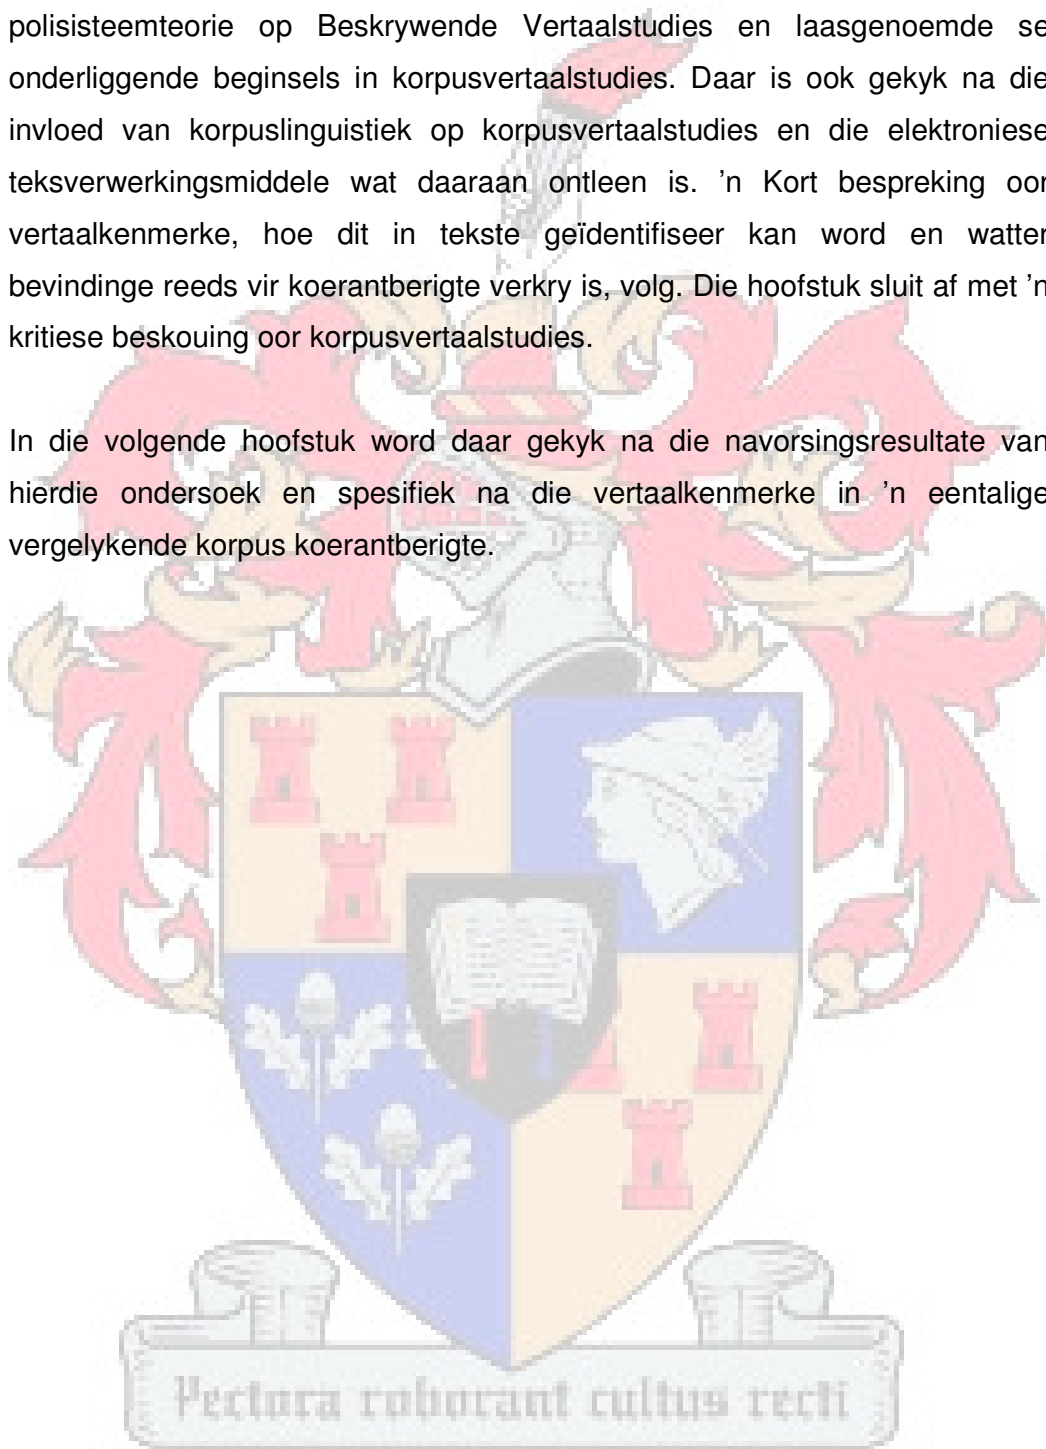 polisisteemteorie op Beskrywende Vertaalstudies en laasgenoemde se
onderliggende beginsels in korpusvertaalstudies. Daar is ook gekyk na die
invloed van korpuslinguistiek op korpusvertaalstudies en die elektroniese
teksverwerkingsmiddele wat daaraan ontleen is. ’n Kort bespreking oor
vertaalkenmerke, hoe dit in tekste geïdentifiseer kan word en watter
bevindinge reeds vir koerantberigte verkry is, volg. Die hoofstuk sluit af met ’n
kritiese beskouing oor korpusvertaalstudies.

In die volgende hoofstuk word daar gekyk na die navorsingsresultate van
hierdie ondersoek en spesifiek na die vertaalkenmerke in ’n eentalige
vergelykende korpus koerantberigte.

Pectora roborant cultus recti